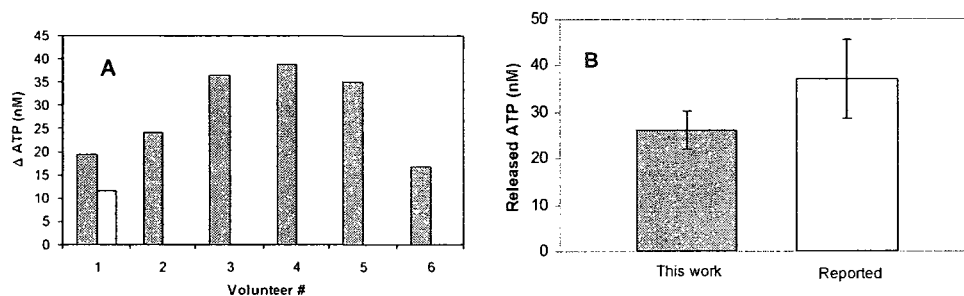 A
Δ ATP (nM)
45
40
35
30
25
20
15
10
5
0
1 2 3 4 5 6
Volunteer #
B
Released ATP (nM)
50
40
30
20
10
0
This work Reported